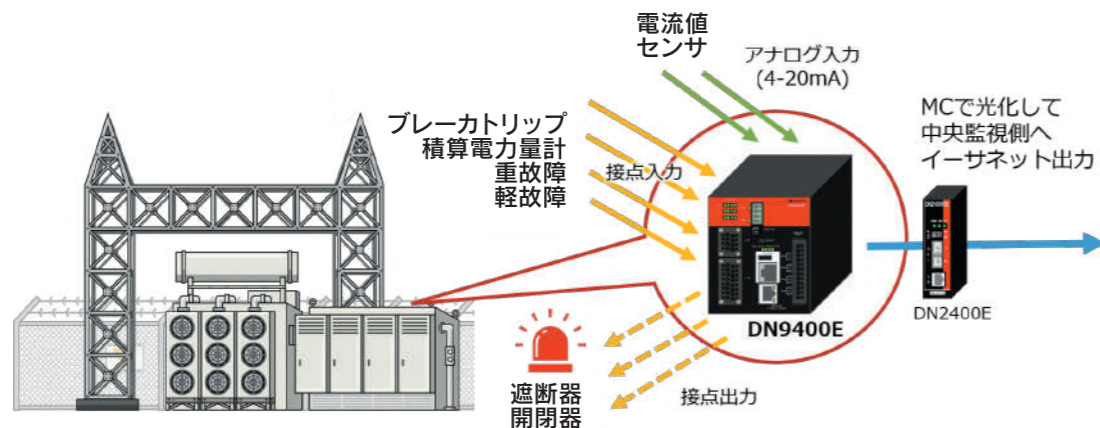 電流値
センサ
アナログ入力
(4-20mA)
MCで光化して
中央監視側へ
イーサネット出力
ブレーカトリップ
積算電力量計
重故障
軽故障
接点入力
DN2400E
DN9400E
DN2400E
遮断器
開閉器
接点出力